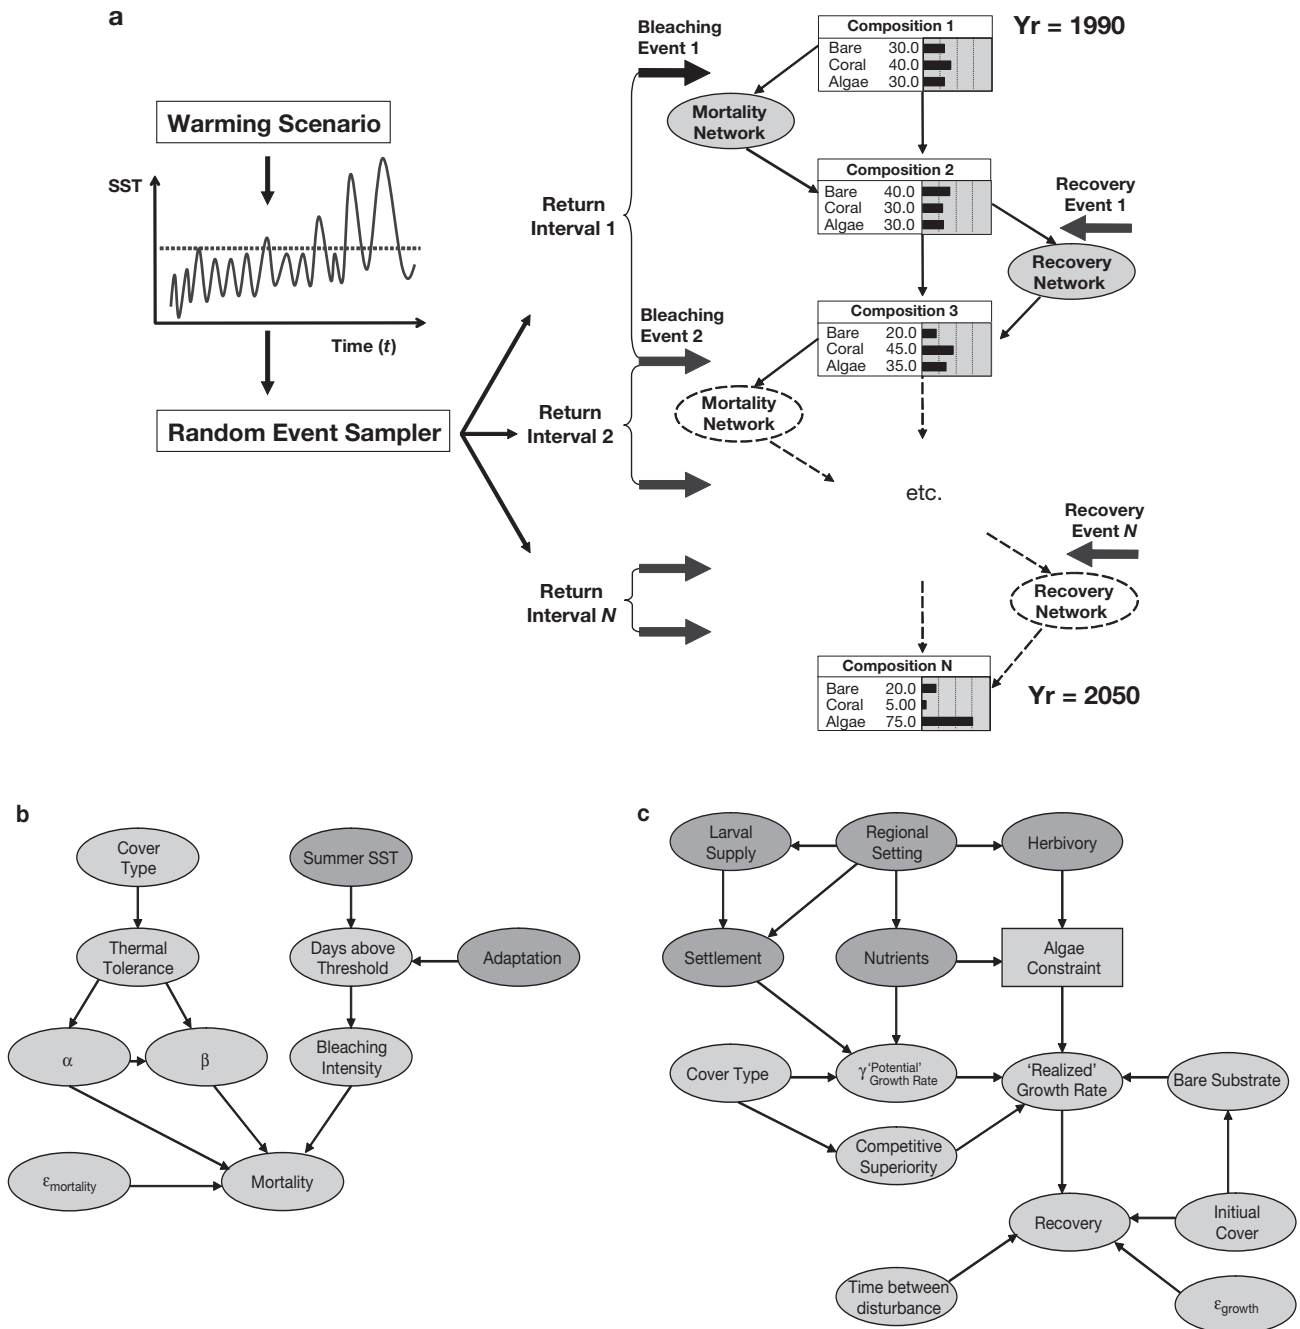 a
Warming Scenario
SST
Time (t)
Random Event Sampler
Return
Interval 1
Return
Interval 2
Return
Interval N
Bleaching
Event 1
Bleaching
Event 2
Mortality
Network
Mortality
Network
Composition 1
Bare 30.0
Coral 40.0
Algae 30.0
Yr = 1990
Composition 2
Bare 40.0
Coral 30.0
Algae 30.0
Recovery
Event 1
Recovery
Network
Composition 3
Bare 20.0
Coral 45.0
Algae 35.0
etc.
Recovery
Event N
Recovery
Network
Composition N
Bare 20.0
Coral 5.00
Algae 75.0
Yr = 2050
b
Cover
Type
Summer SST
Thermal
Tolerance
Days above
Threshold
Adaptation
α
β
Bleaching
Intensity
εmortality
Mortality
c
Larval
Supply
Regional
Setting
Herbivory
Settlement
Nutrients
Algae
Constraint
Cover Type
γ 'Potential'
Growth Rate
'Realized'
Growth Rate
Bare Substrate
Competitive
Superiority
Recovery
Initiual
Cover
Time between
disturbance
εgrowth